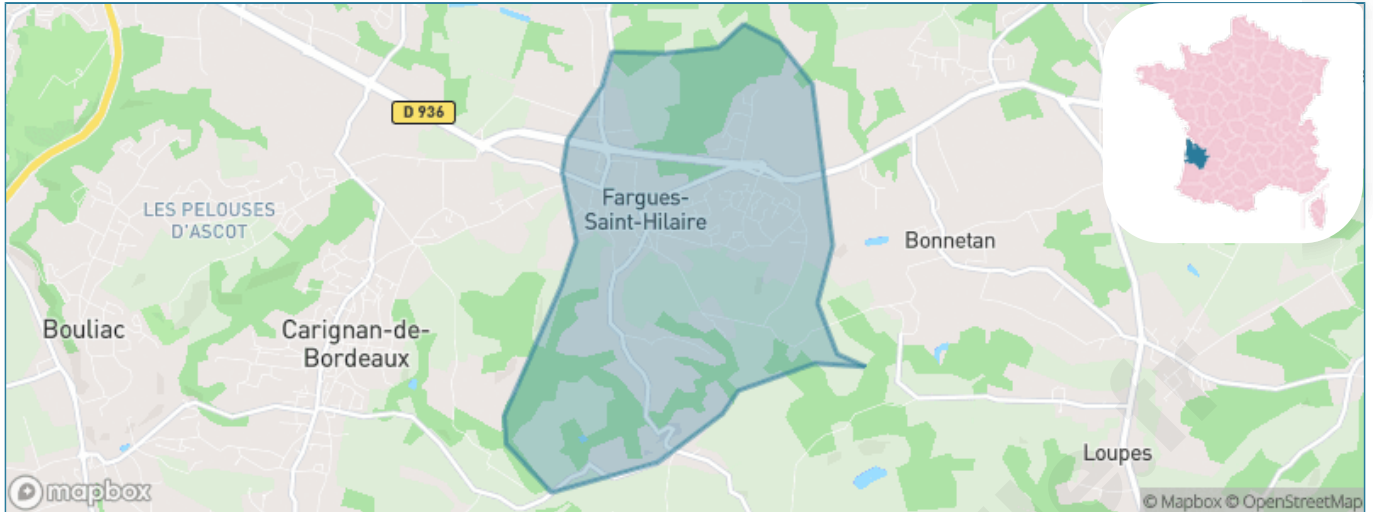 D 936
LES PELOUSES
D'ASCOT
Fargues-
Saint-Hilaire
Bonnetan
Bouliac
Carignan-de-
Bordeaux
Loupes
mapbox
© Mapbox © OpenStreetMap